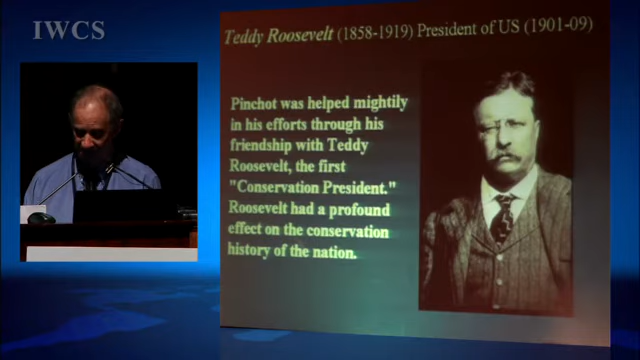 IWCS
Teddy Roosevelt (1858-1919) President of US (1901-09)
Pinchot was helped mightily
in his efforts through his
friendship with Teddy
Roosevelt, the first
"Conservation President."
Roosevelt had a profound
effect on the conservation
history of the nation.